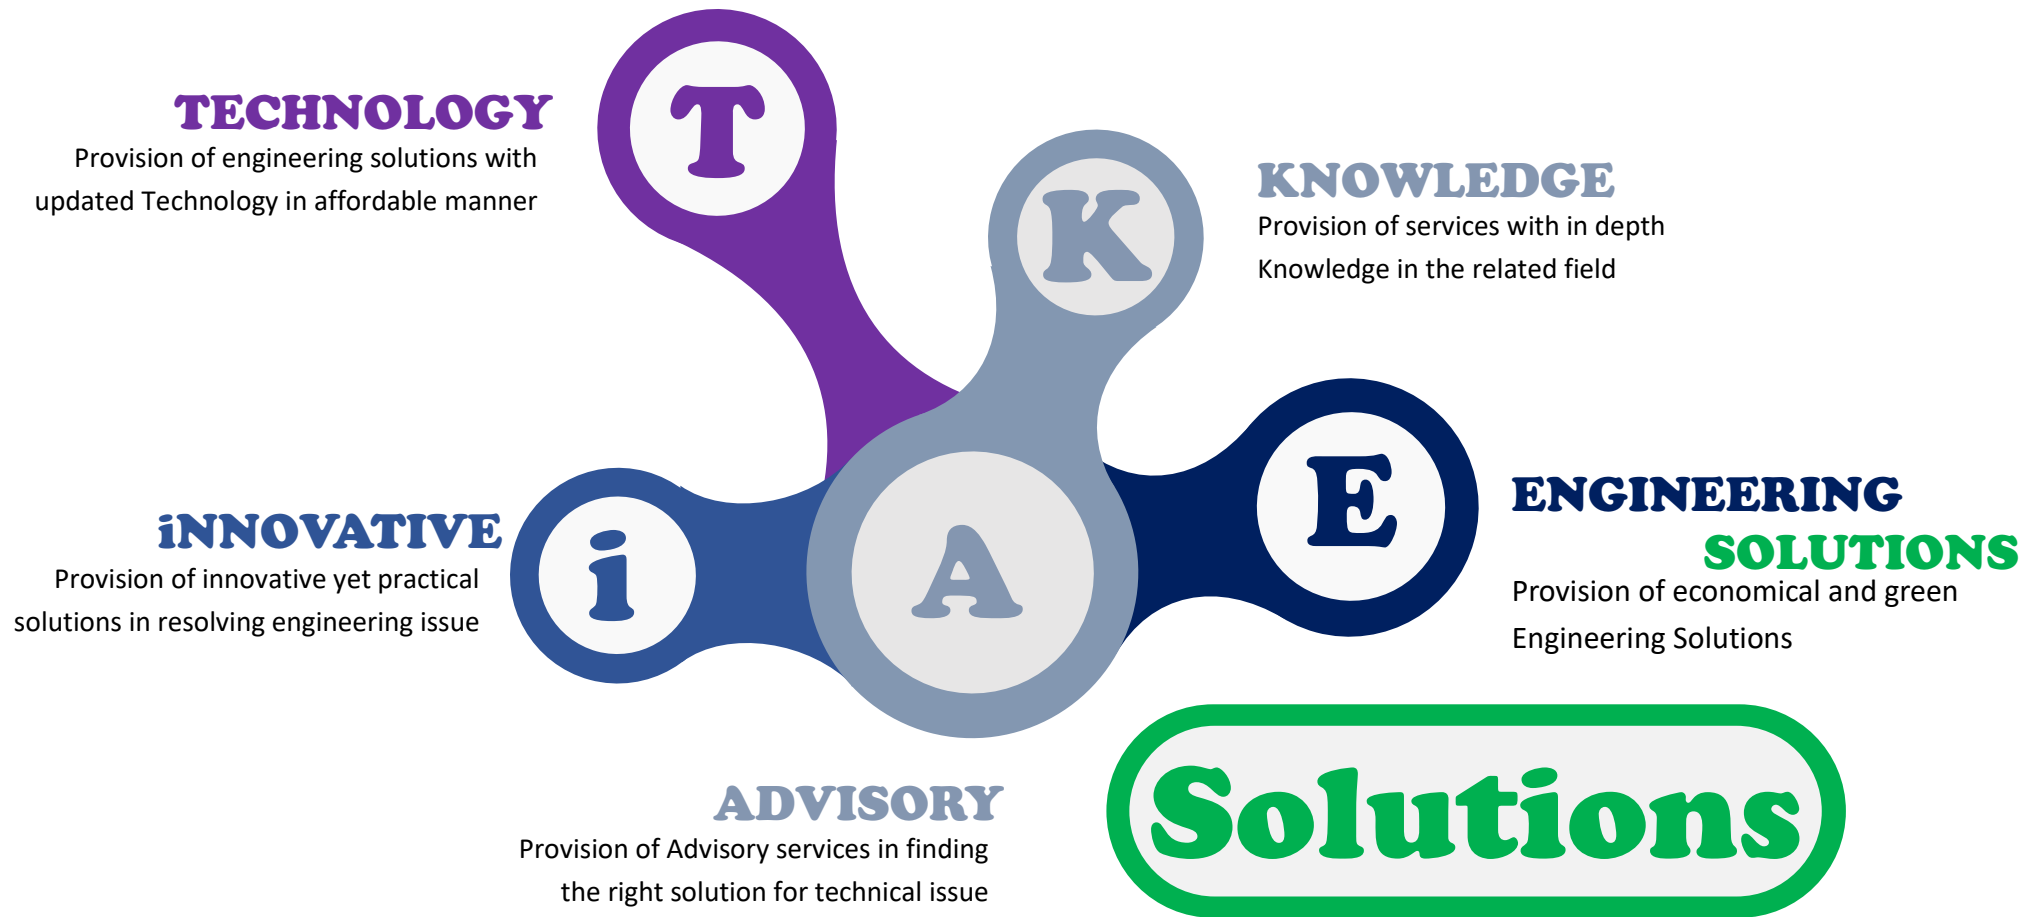 T
TECHNOLOGY
Provision of engineering solutions with
updated Technology in affordable manner
K
KNOWLEDGE
Provision of services with in depth
Knowledge in the related field
i
iNNOVATIVE
Provision of innovative yet practical
solutions in resolving engineering issue
A
E
ENGINEERING
SOLUTIONS
Provision of economical and green
Engineering Solutions
ADVISORY
Provision of Advisory services in finding
the right solution for technical issue
Solutions